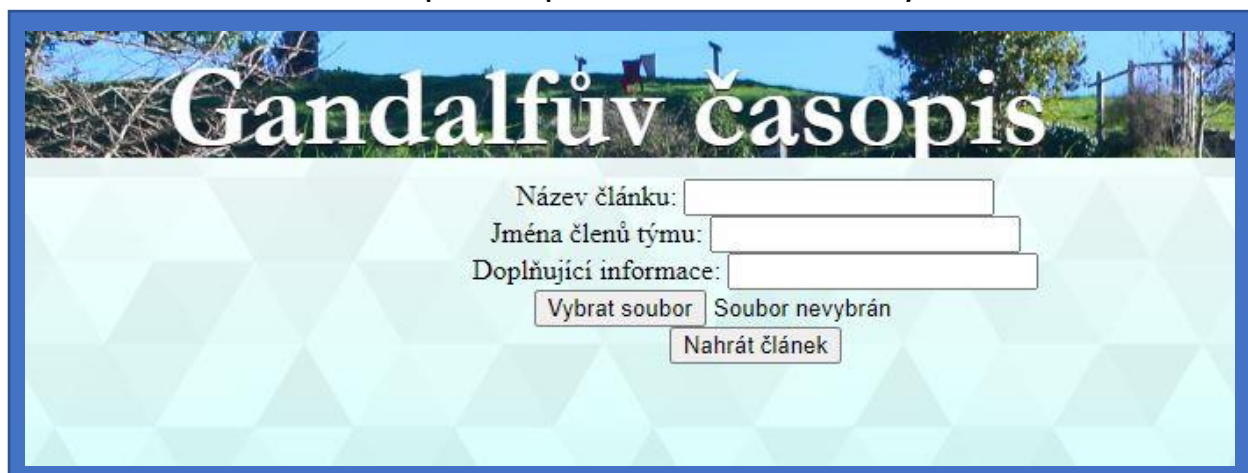 Gandalfův časopis
Název článku:
Jména členů týmu:
Doplňující informace:
Vybrat soubor Soubor nevybrán
Nahrát článek